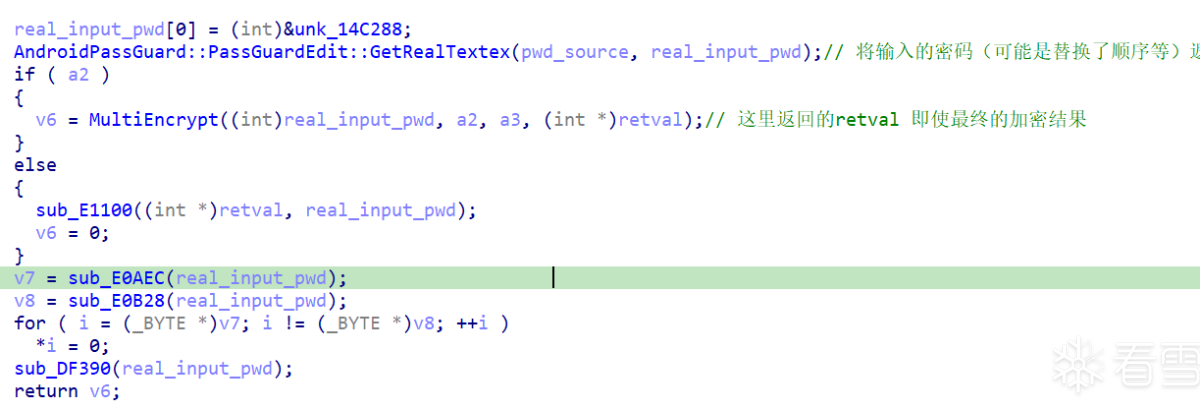 real_input_pwd[0] = (int)&unk_14C288;
AndroidPassGuard::PassGuardEdit::GetRealTextex(pwd_source, real_input_pwd);// 将输入的密码（可能是替换了顺序等）返
if ( a2 )
{
v6 = MultiEncrypt((int)real_input_pwd, a2, a3, (int *)retval);// 这里返回的retval 即使最终的加密结果
}
else
{
sub_E1100((int *)retval, real_input_pwd);
v6 = 0;
}
v7 = sub_E0AEC(real_input_pwd);
v8 = sub_E0B28(real_input_pwd);
for ( i = (_BYTE *)v7; i != (_BYTE *)v8; ++i )
*i = 0;
sub_DF390(real_input_pwd);
return v6;
看雪